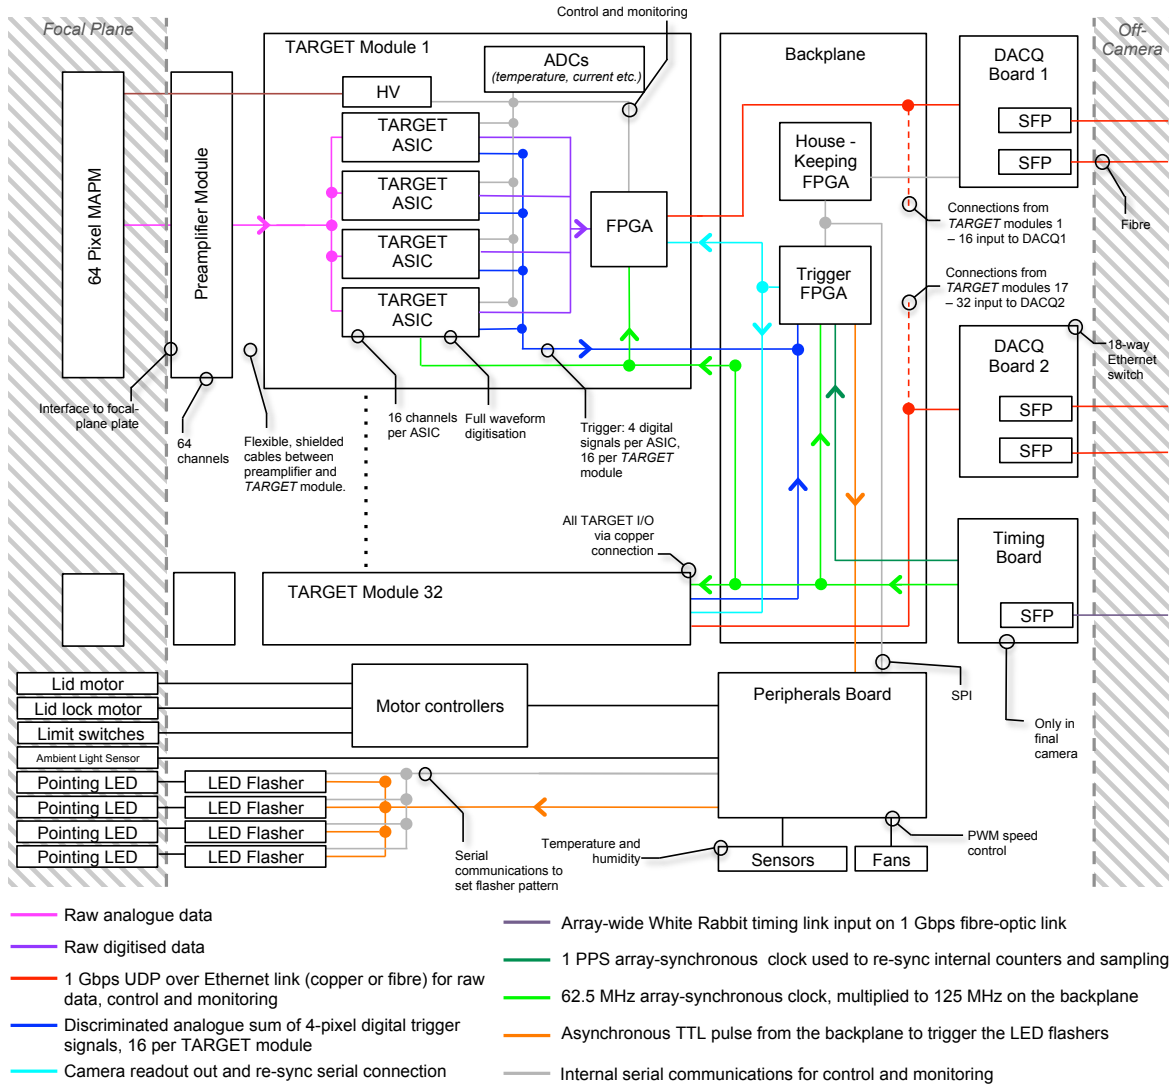 Focal Plane
Control and monitoring
Off-
Camera
TARGET Module 1
ADCs
(temperature, current etc.)
HV
TARGET
ASIC
TARGET
ASIC
TARGET
ASIC
TARGET
ASIC
FPGA
64 Pixel MAPM
Preamplifier Module
Backplane
House -
Keeping
FPGA
Trigger
FPGA
DACQ
Board 1
SFP
SFP
Fibre
Connections from
TARGET modules 1
– 16 input to DACQ1
Connections from
TARGET modules 17
– 32 input to DACQ2
DACQ
Board 2
SFP
SFP
18-way
Ethernet
switch
Interface to focal-
plane plate
64
channels
Flexible, shielded
cables between
preamplifier and
TARGET module.
16 channels
per ASIC
Full waveform
digitisation
Trigger: 4 digital
signals per ASIC,
16 per TARGET
module
All TARGET I/O
via copper
connection
TARGET Module 32
Timing
Board
SFP
Only in
final
camera
SPI
Lid motor
Lid lock motor
Limit switches
Ambient Light Sensor
Pointing LED
Pointing LED
Pointing LED
Pointing LED
LED Flasher
LED Flasher
LED Flasher
LED Flasher
Motor controllers
Peripherals Board
Serial
communications to
set flasher pattern
Temperature and
humidity
Sensors
Fans
PWM speed
control
Raw analogue data
Raw digitised data
1 Gbps UDP over Ethernet link (copper or fibre) for raw
data, control and monitoring
Discriminated analogue sum of 4-pixel digital trigger
signals, 16 per TARGET module
Camera readout out and re-sync serial connection
Array-wide White Rabbit timing link input on 1 Gbps fibre-optic link
1 PPS array-synchronous clock used to re-sync internal counters and sampling
62.5 MHz array-synchronous clock, multiplied to 125 MHz on the backplane
Asynchronous TTL pulse from the backplane to trigger the LED flashers
Internal serial communications for control and monitoring